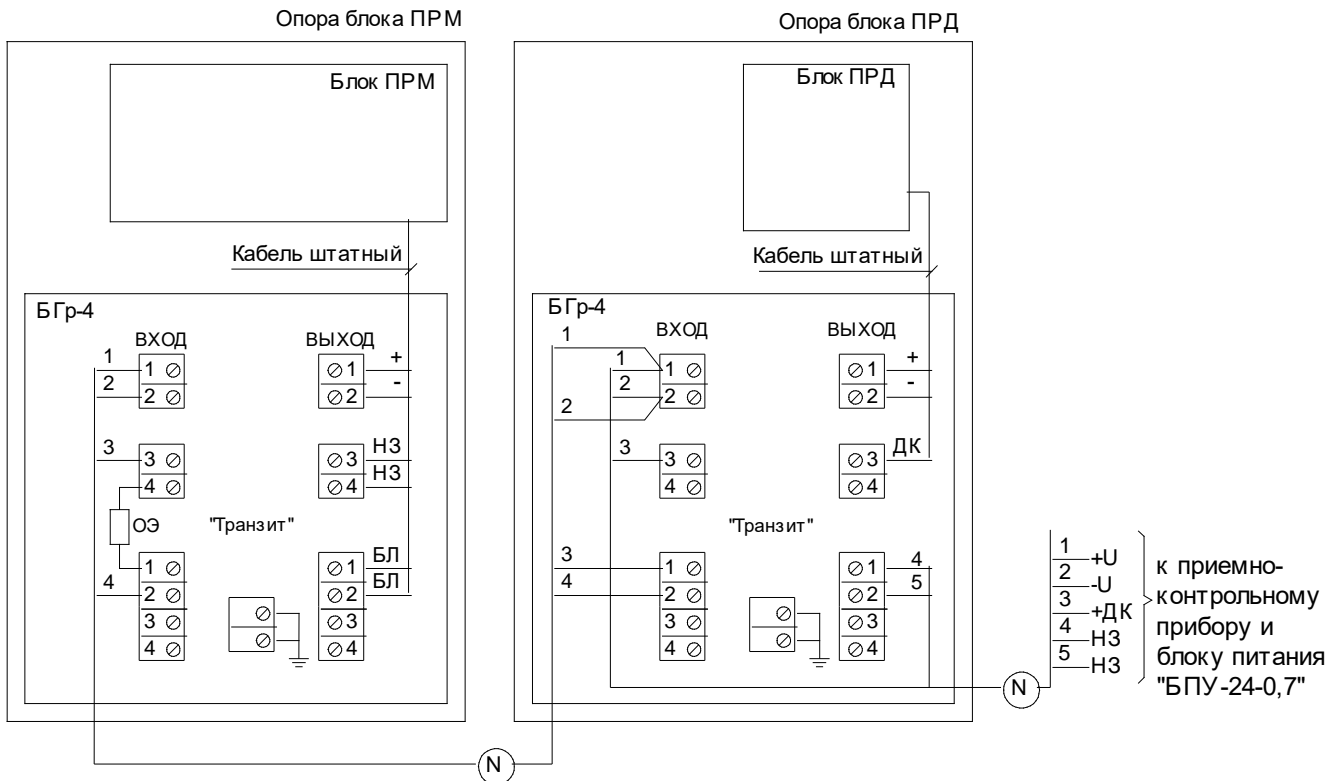 Опора блока ПРМ
Блок ПРМ
Кабель штатный
БГр-4
ВХОД
ВЫХОД
1
1
1
+
2
2
2
-
3
3
3
НЗ
4
4
НЗ
ОЭ
"Транзит"
1
1
БЛ
4
2
2
БЛ
3
3
4
4
N
Опора блока ПРД
Блок ПРД
Кабель штатный
БГр-4
1
ВХОД
ВЫХОД
1
1
1
+
2
2
2
-
2
3
3
3
ДК
4
4
"Транзит"
3
1
1
4
4
2
2
5
3
3
4
4
N
1
+U
2
-U
3
+ДК
4
НЗ
5
НЗ
к приемно-
контрольному
прибору и
блоку питания
"БПУ-24-0,7"